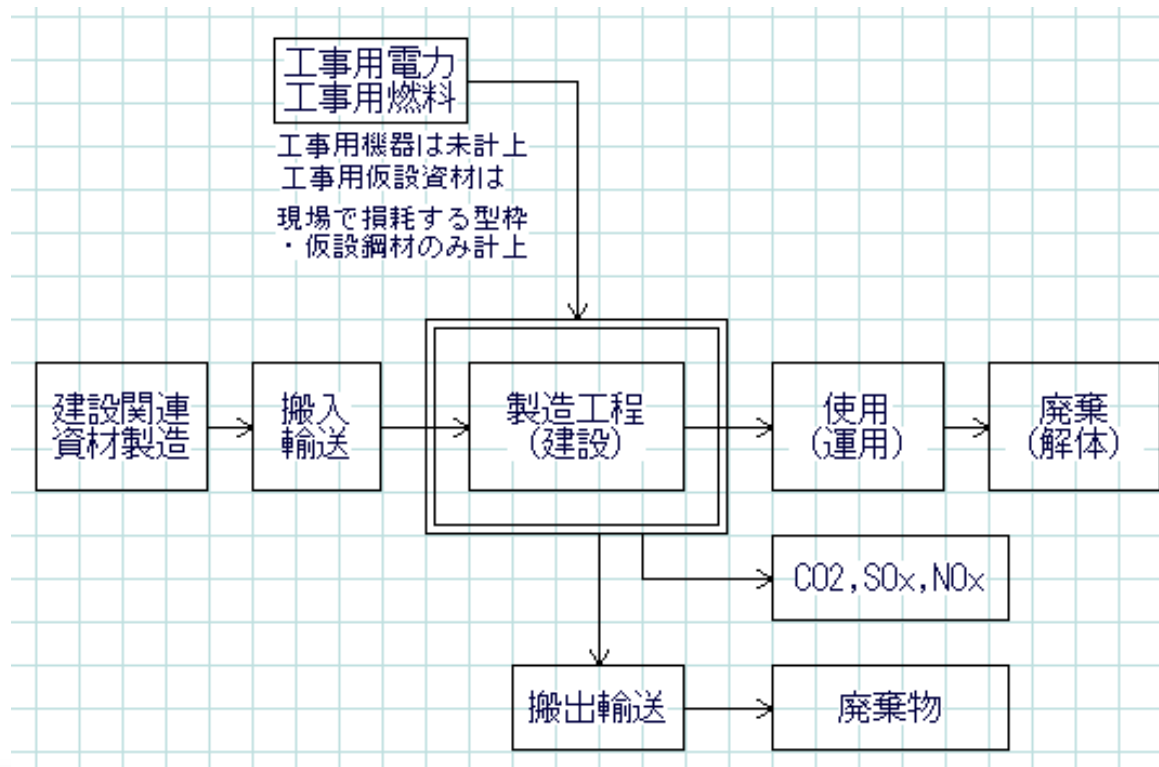 工事用電力
工事用燃料
工事用機器は未計上
工事用仮設資材は
現場で損耗する型枠
・仮設鋼材のみ計上
建設関連
資材製造
搬入
輸送
製造工程
(建設)
使用
(運用)
廃棄
(解体)
CO2,SOx,NOx
搬出輸送
廃棄物